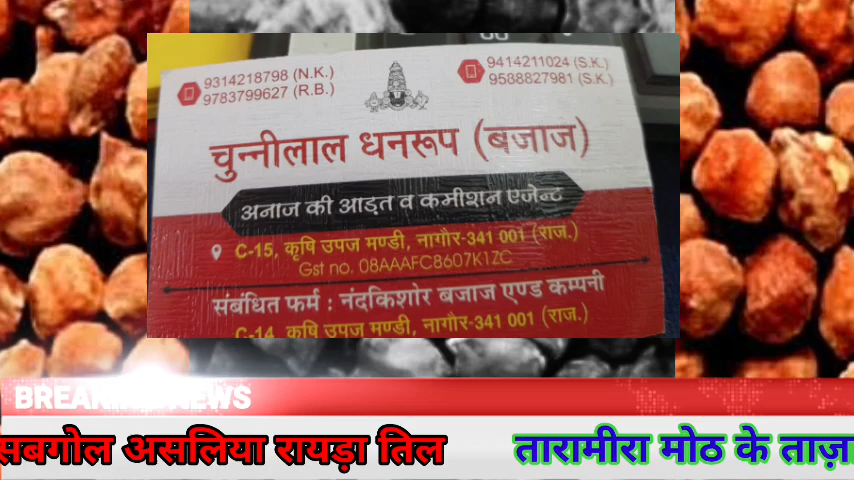 9314218798 (N.K.)
9783799627 (R.B.)
9414211024 (S.K.)
9588827981 (S.K.)
चुन्नीलाल धनरूप (बजाज)
अनाज की आड़त व कमीशन एजेन्ट
C-15, कृषि उपज मण्डी, नागौर-341 001 (राज.)
Gst no. 08AAAFC8607K1ZC
संबंधित फर्म : नंदकिशोर बजाज एण्ड कम्पनी
C-14, कृषि उपज मण्डी, नागौर-341 001 (राज.)
BREAKING NEWS
सबगोल असलिया रायड़ा तिल तारामीरा मोठ के ताज़ा